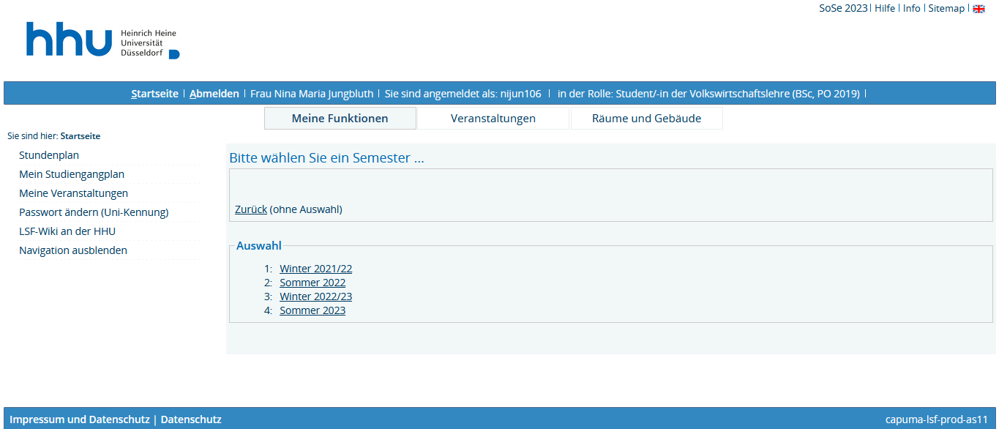 SoSe 2023 | Hilfe | Info | Sitemap |
hhu Heinrich Heine
Universität
Düsseldorf
Startseite | Abmelden | Frau Nina Maria Jungbluth | Sie sind angemeldet als: nijun106 | in der Rolle: Student/-in der Volkswirtschaftslehre (BSc, PO 2019) |
Meine Funktionen Veranstaltungen Räume und Gebäude
Sie sind hier: Startseite
Stundenplan
Mein Studiengangplan
Meine Veranstaltungen
Passwort ändern (Uni-Kennung)
LSF-Wiki an der HHU
Navigation ausblenden
Bitte wählen Sie ein Semester ...
Zurück (ohne Auswahl)
Auswahl
1: Winter 2021/22
2: Sommer 2022
3: Winter 2022/23
4: Sommer 2023
Impressum und Datenschutz | Datenschutz capuma-lsf-prod-as11